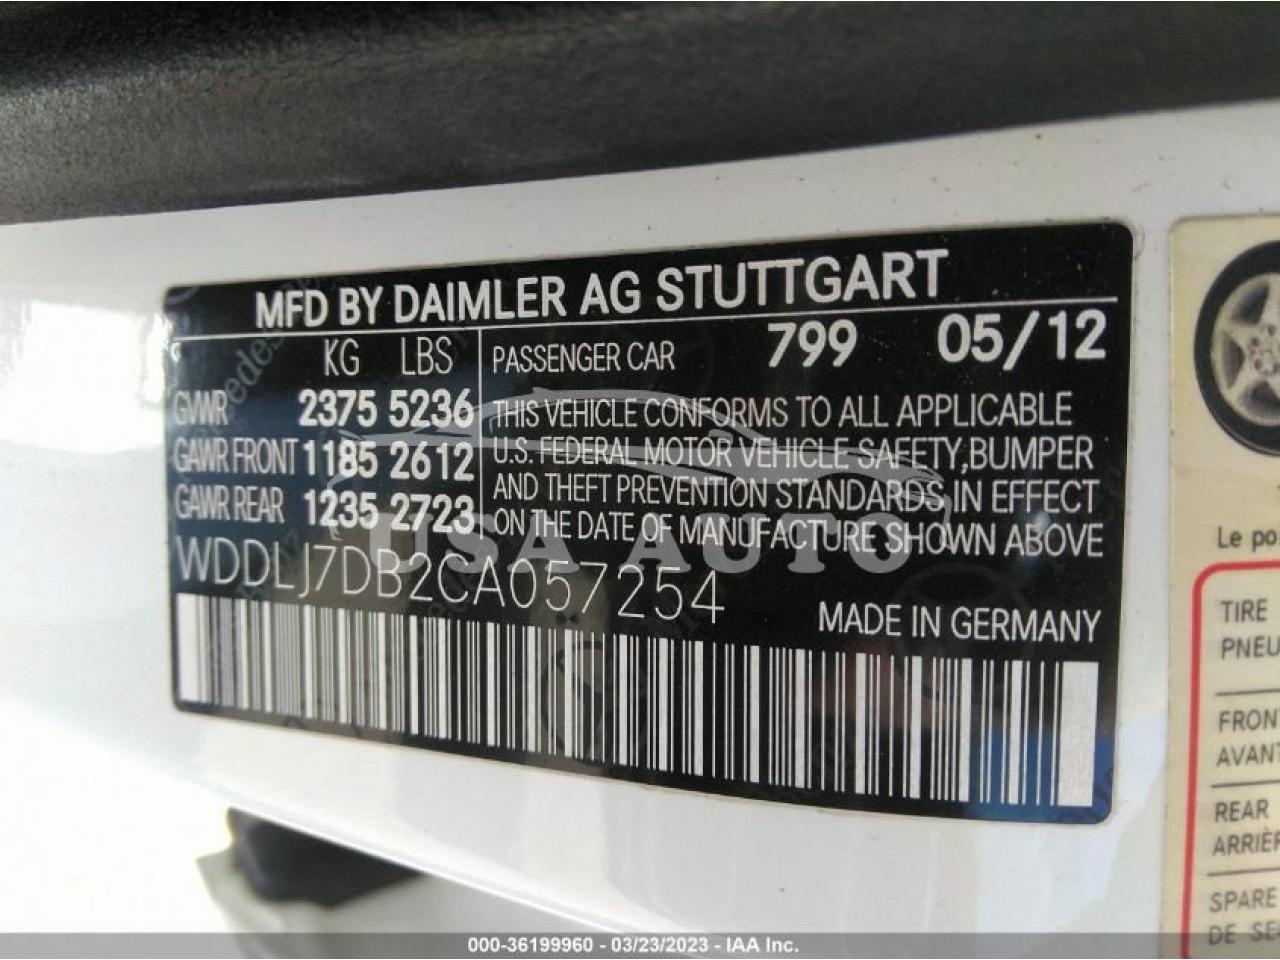 MFD BY DAIMLER AG STUTTGART
KG LBS
PASSENGER CAR 799 05/12
GVWR 2375 5236
GAWR FRONT 1185 2612
GAWR REAR 1235 2723
THIS VEHICLE CONFORMS TO ALL APPLICABLE
U.S. FEDERAL MOTOR VEHICLE SAFETY, BUMPER
AND THEFT PREVENTION STANDARDS IN EFFECT
ON THE DATE OF MANUFACTURE SHOWN ABOVE
USA AUTO
WDDLJ7DB2CA057254
MADE IN GERMANY
Le po
TIRE
PNEU
FRON
AVANT
REAR
ARRIÈR
SPARE
DE SE
000-36199960 - 03/23/2023 - IAA Inc.